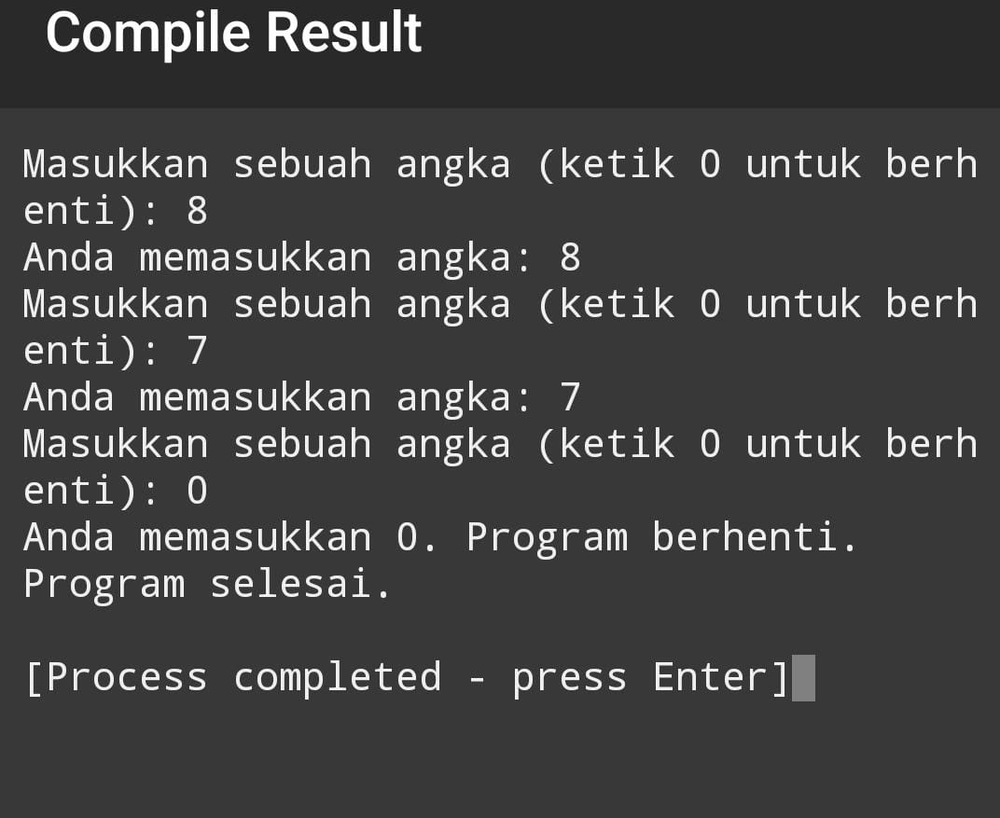 Compile Result
Masukkan sebuah angka (ketik 0 untuk berh
enti): 8
Anda memasukkan angka: 8
Masukkan sebuah angka (ketik 0 untuk berh
enti): 7
Anda memasukkan angka: 7
Masukkan sebuah angka (ketik 0 untuk berh
enti): 0
Anda memasukkan 0. Program berhenti.
Program selesai.
[Process completed - press Enter]